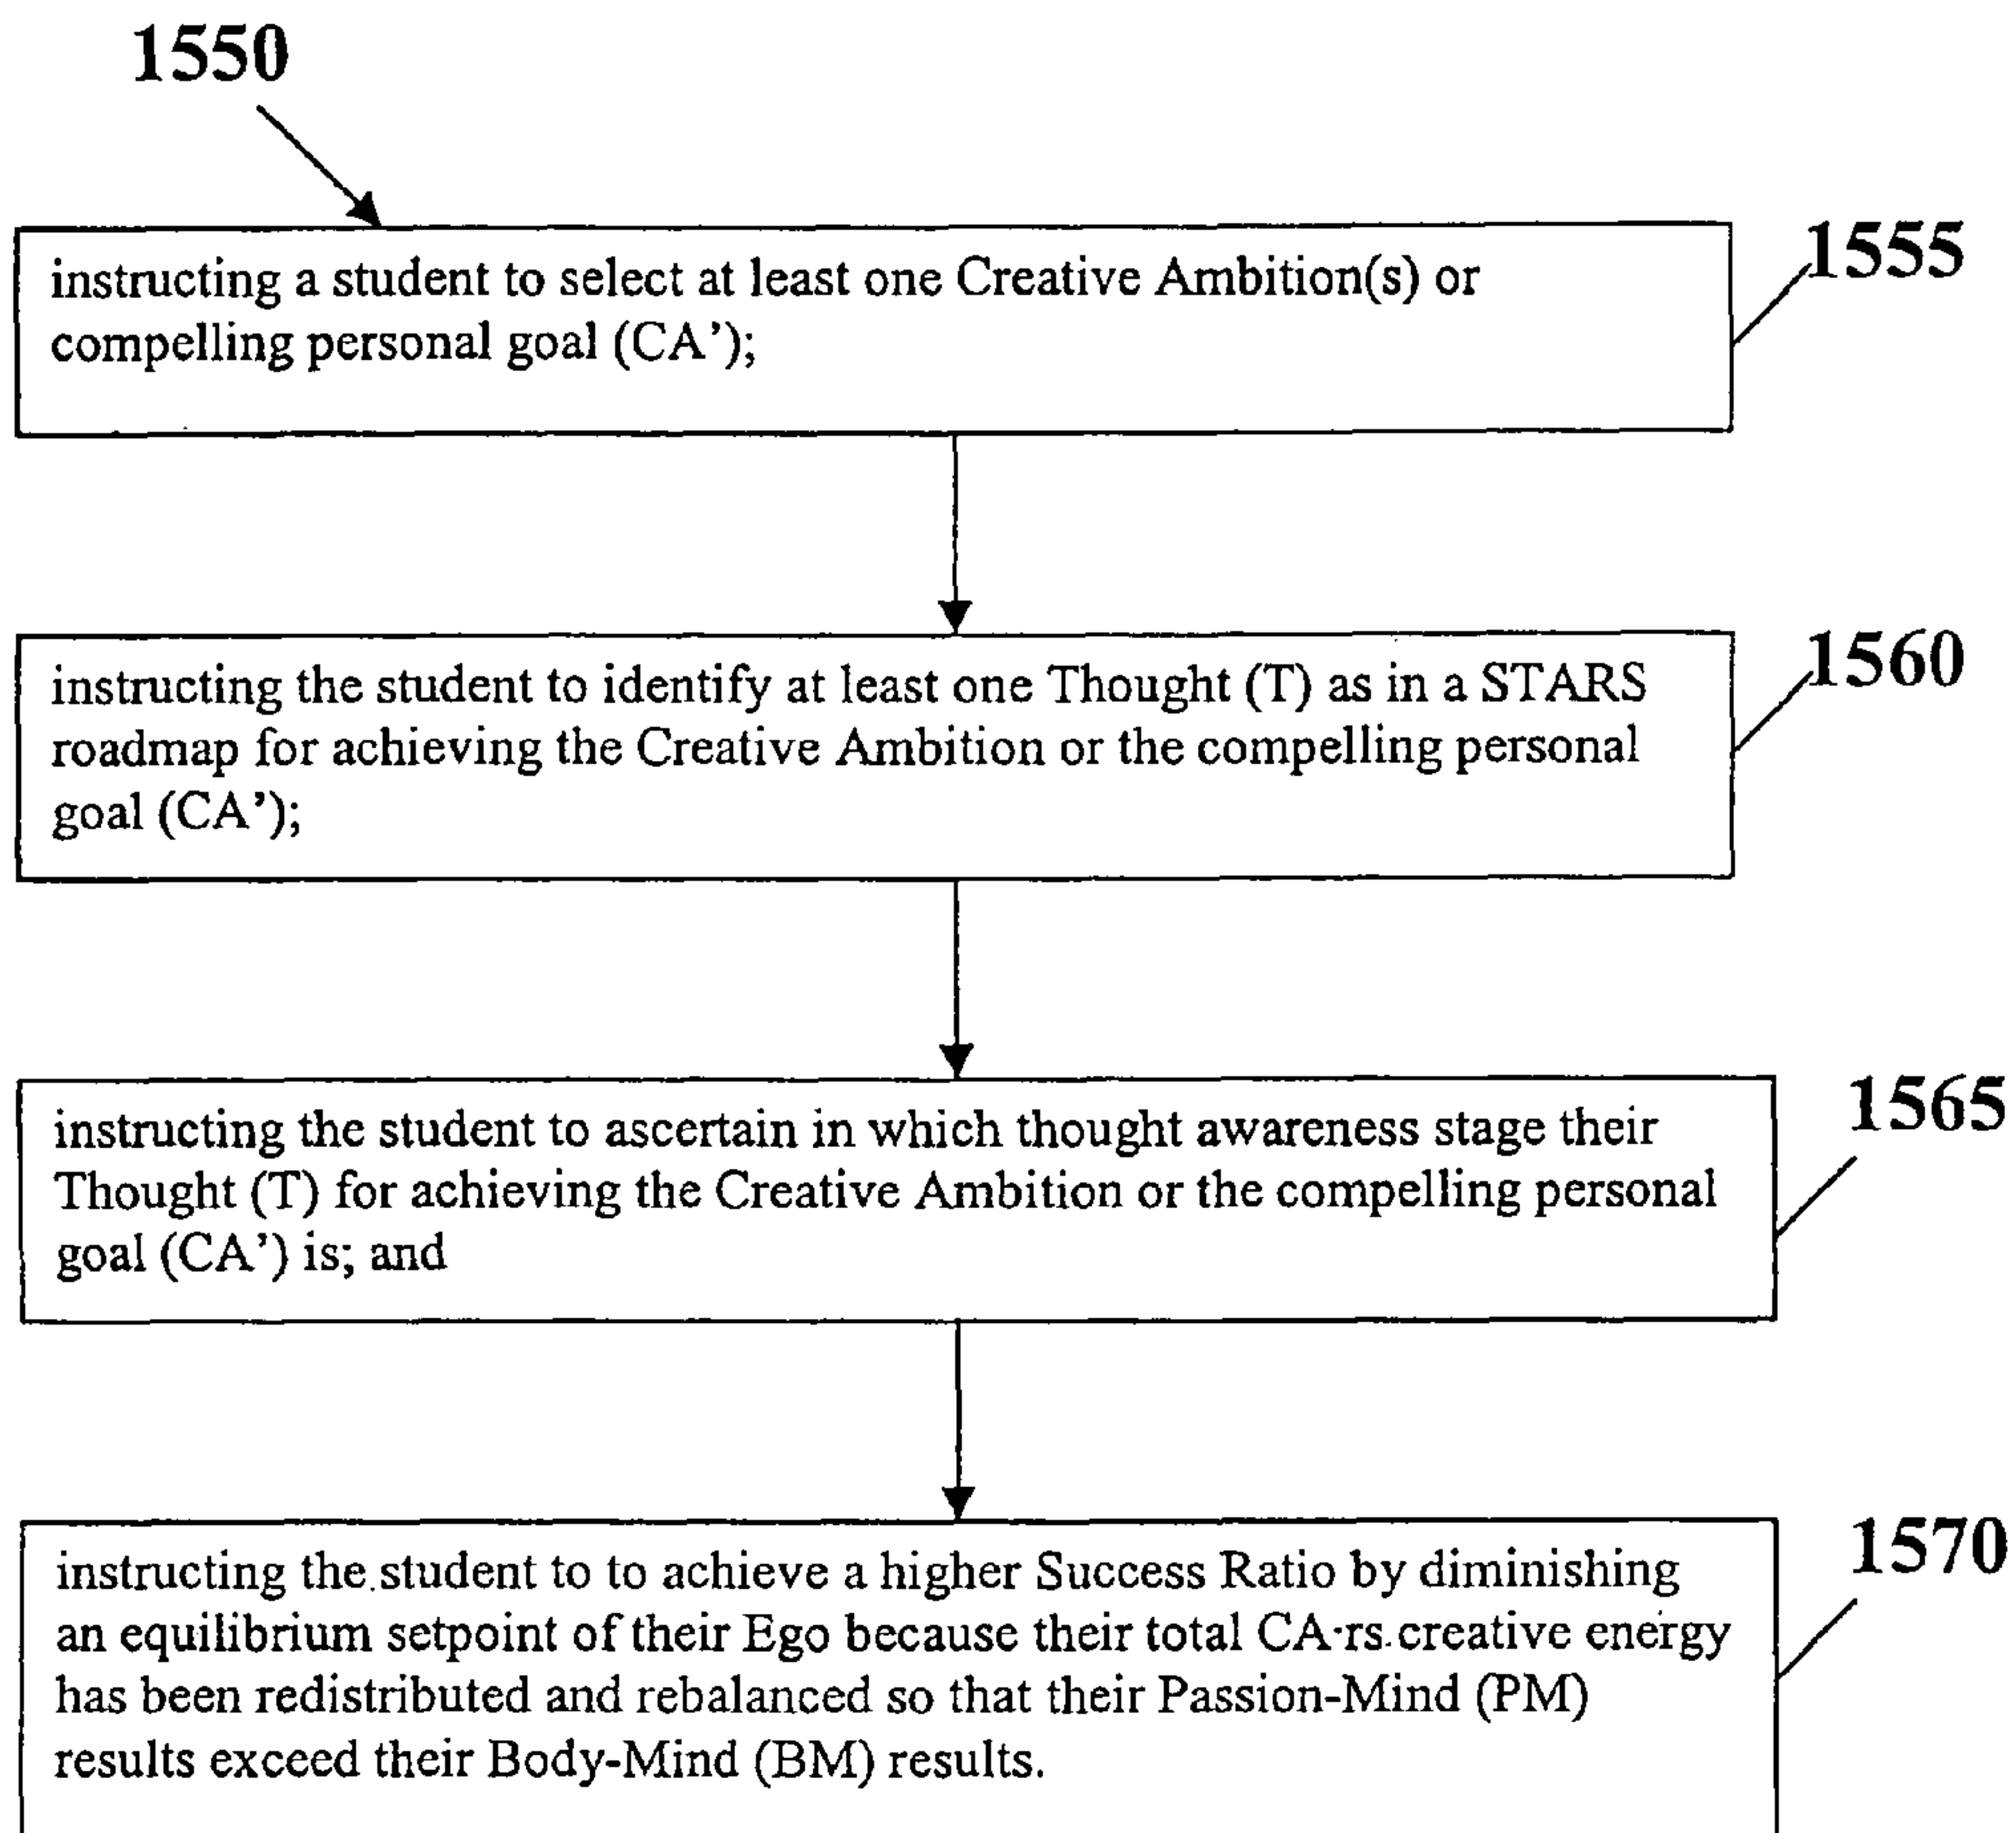 1550
instructing a student to select at least one Creative Ambition(s) or
compelling personal goal (CA’);
1555
instructing the student to identify at least one Thought (T) as in a STARS
roadmap for achieving the Creative Ambition or the compelling personal
goal (CA’);
1560
instructing the student to ascertain in which thought awareness stage their
Thought (T) for achieving the Creative Ambition or the compelling personal
goal (CA’) is; and
1565
instructing the student to to achieve a higher Success Ratio by diminishing
an equilibrium setpoint of their Ego because their total CA·rs creative energy
has been redistributed and rebalanced so that their Passion-Mind (PM)
results exceed their Body-Mind (BM) results.
1570